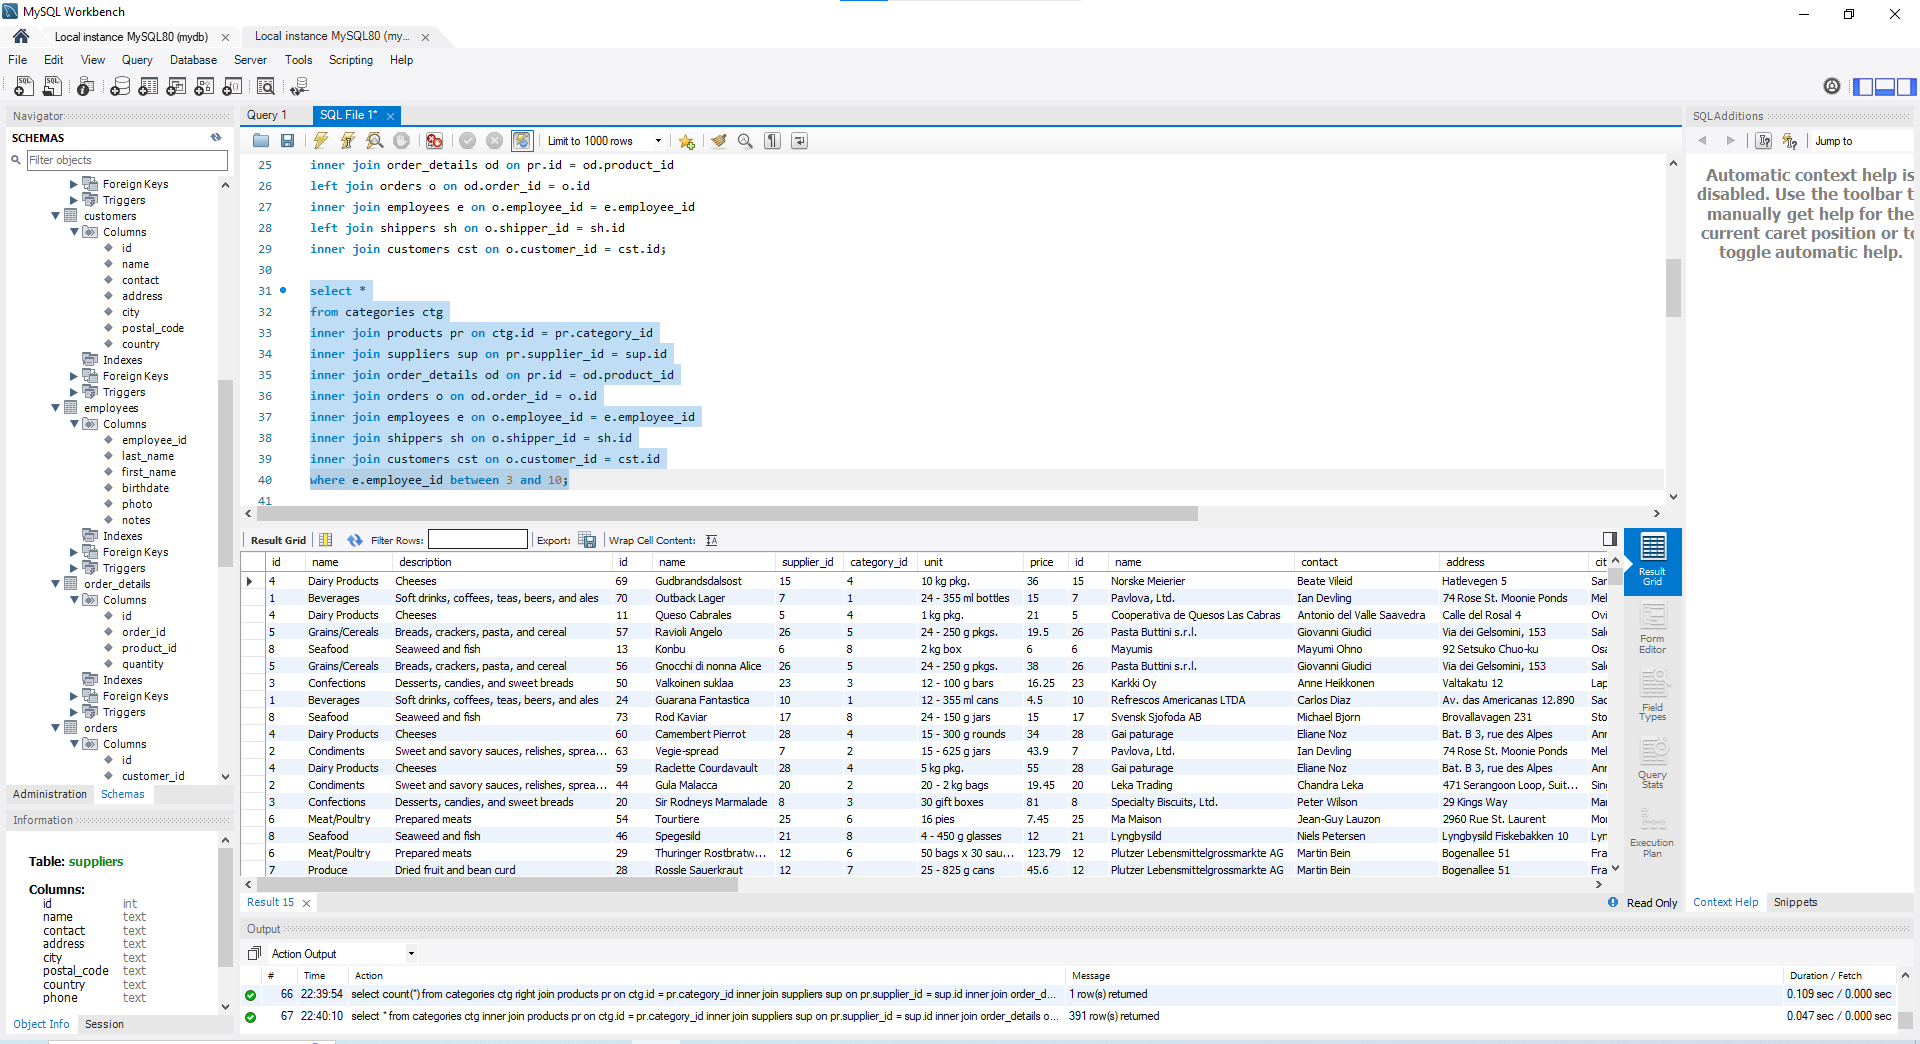 MySQL Workbench
Local instance MySQL80 (mydb)
Local instance MySQL80 (my...
File Edit View Query Database Server Tools Scripting Help
Navigator
SCHEMAS
Filter objects
Foreign Keys
Triggers
customers
Columns
id
name
contact
address
city
postal_code
country
Indexes
Foreign Keys
Triggers
employees
Columns
employee_id
last_name
first_name
birthdate
photo
notes
Indexes
Foreign Keys
Triggers
order_details
Columns
id
order_id
product_id
quantity
Indexes
Foreign Keys
Triggers
orders
Columns
id
customer_id
Administration Schemas
Information
Table: suppliers
Columns:
id int
name text
contact text
address text
city text
postal_code text
country text
phone text
Object Info Session
Query 1 SQL File 1*
Limit to 1000 rows
25 inner join order_details od on pr.id = od.product_id
26 left join orders o on od.order_id = o.id
27 inner join employees e on o.employee_id = e.employee_id
28 left join shippers sh on o.shipper_id = sh.id
29 inner join customers cst on o.customer_id = cst.id;
30
31 select *
32 from categories ctg
33 inner join products pr on ctg.id = pr.category_id
34 inner join suppliers sup on pr.supplier_id = sup.id
35 inner join order_details od on pr.id = od.product_id
36 inner join orders o on od.order_id = o.id
37 inner join employees e on o.employee_id = e.employee_id
38 inner join shippers sh on o.shipper_id = sh.id
39 inner join customers cst on o.customer_id = cst.id
40 where e.employee_id between 3 and 10;
41
Result Grid Filter Rows: Export: Wrap Cell Content:
id name description id name supplier_id category_id unit price id name contact address cit
4 Dairy Products Cheeses 69 Gudbrandsdalsost 15 4 10 kg pkg. 36 15 Norske Meierier Beate Vileid Hatlevegen 5 Sar
1 Beverages Soft drinks, coffees, teas, beers, and ales 70 Outback Lager 7 1 24 - 355 ml bottles 15 7 Pavlova, Ltd. Ian Devling 74 Rose St. Moonie Ponds Mel
4 Dairy Products Cheeses 11 Queso Cabrales 5 4 1 kg pkg. 21 5 Cooperativa de Quesos Las Cabras Antonio del Valle Saavedra Calle del Rosal 4 Ovi
5 Grains/Cereals Breads, crackers, pasta, and cereal 57 Ravioli Angelo 26 5 24 - 250 g pkgs. 19.5 26 Pasta Buttini s.r.l. Giovanni Giudici Via dei Gelsomini, 153 Sal
8 Seafood Seaweed and fish 13 Konbu 6 8 2 kg box 6 6 Mayumis Mayumi Ohno 92 Setsuko Chuo-ku Osa
5 Grains/Cereals Breads, crackers, pasta, and cereal 56 Gnocchi di nonna Alice 26 5 24 - 250 g pkgs. 38 26 Pasta Buttini s.r.l. Giovanni Giudici Via dei Gelsomini, 153 Sal
3 Confections Desserts, candies, and sweet breads 50 Valkoinen suklaa 23 3 12 - 100 g bars 16.25 23 Karkki Oy Anne Heikkonen Valtakatu 12 Lap
1 Beverages Soft drinks, coffees, teas, beers, and ales 24 Guarana Fantastica 10 1 12 - 355 ml cans 4.5 10 Refrescos Americanas LTDA Carlos Diaz Av. das Americanas 12.890 Sao
8 Seafood Seaweed and fish 73 Rod Kaviar 17 8 24 - 150 g jars 15 17 Svensk Sjofoda AB Michael Bjorn Brovallavagen 231 Sto
4 Dairy Products Cheeses 60 Camembert Pierrot 28 4 15 - 300 g rounds 34 28 Gai paturage Eliane Noz Bat. B 3, rue des Alpes Anr
2 Condiments Sweet and savory sauces, relishes, sprea... 63 Vegie-spread 7 2 15 - 625 g jars 43.9 7 Pavlova, Ltd. Ian Devling 74 Rose St. Moonie Ponds Mel
4 Dairy Products Cheeses 59 Raclette Courdavault 28 4 5 kg pkg. 55 28 Gai paturage Eliane Noz Bat. B 3, rue des Alpes Anr
2 Condiments Sweet and savory sauces, relishes, sprea... 44 Gula Malacca 20 2 20 - 2 kg bags 19.45 20 Leka Trading Chandra Leka 471 Serangoon Loop, Suit... Sin
3 Confections Desserts, candies, and sweet breads 20 Sir Rodneys Marmalade 8 3 30 gift boxes 81 8 Specialty Biscuits, Ltd. Peter Wilson 29 Kings Way Mar
6 Meat/Poultry Prepared meats 54 Tourtiere 25 6 16 pies 7.45 25 Ma Maison Jean-Guy Lauzon 2960 Rue St. Laurent Mor
8 Seafood Seaweed and fish 46 Spegesild 21 8 4 - 450 g glasses 12 21 Lyngbysild Niels Petersen Lyngbysild Fiskebakken 10 Lyn
6 Meat/Poultry Prepared meats 29 Thuringer Rostbratw... 12 6 50 bags x 30 sau... 123.79 12 Plutzer Lebensmittelgrossmarkte AG Martin Bein Bogenallee 51 Fra
7 Produce Dried fruit and bean curd 28 Rossle Sauerkraut 12 7 25 - 825 g cans 45.6 12 Plutzer Lebensmittelgrossmarkte AG Martin Bein Bogenallee 51 Fra
Result 15
Read Only
Result Grid
Form Editor
Field Types
Query Stats
Execution Plan
Output
Action Output
# Time Action Message Duration / Fetch
66 22:39:54 select count(*) from categories ctg right join products pr on ctg.id = pr.category_id inner join suppliers sup on pr.supplier_id = sup.id inner join order_d... 1 row(s) returned 0.109 sec / 0.000 sec
67 22:40:10 select * from categories ctg inner join products pr on ctg.id = pr.category_id inner join suppliers sup on pr.supplier_id = sup.id inner join order_details o... 391 row(s) returned 0.047 sec / 0.000 sec
SQLAdditions
Jump to
Automatic context help is
disabled. Use the toolbar t
manually get help for the
current caret position or to
toggle automatic help.
Context Help Snippets